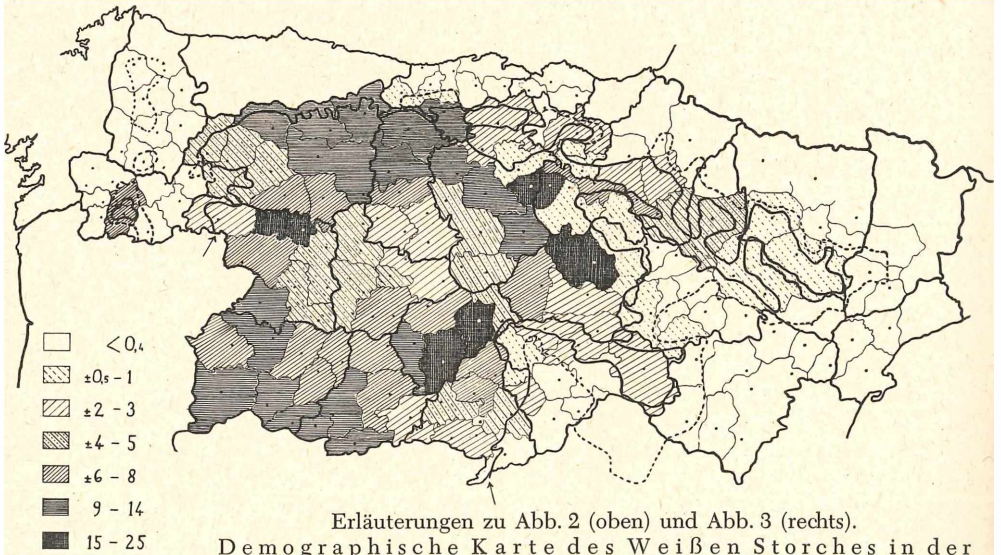 < 0,4
±0,5 - 1
±2 - 3
±4 - 5
±6 - 8
9 - 14
15 - 25
Erläuterungen zu Abb. 2 (oben) und Abb. 3 (rechts).
Demographische Karte des Weißen Storches in der